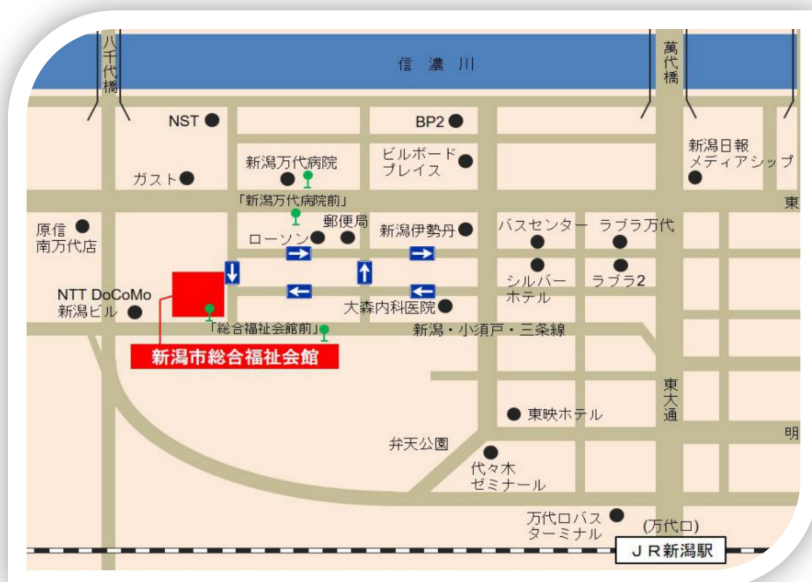 八千代橋
信濃川
萬代橋
NST
BP2
新潟日報
メディアシップ
新潟万代病院
ビルボード
プレイス
ガスト
「新潟万代病院前」
東
郵便局
原信
南万代店
ローソン
新潟伊勢丹
バスセンター
ラブラ万代
シルバー
ホテル
ラブラ2
NTT DoCoMo
新潟ビル
大森内科医院
「総合福祉会館前」
新潟・小須戸・三条線
新潟市総合福祉会館
東大通
東映ホテル
明
弁天公園
代々木
ゼミナール
万代口バス
ターミナル
(万代口)
JR新潟駅